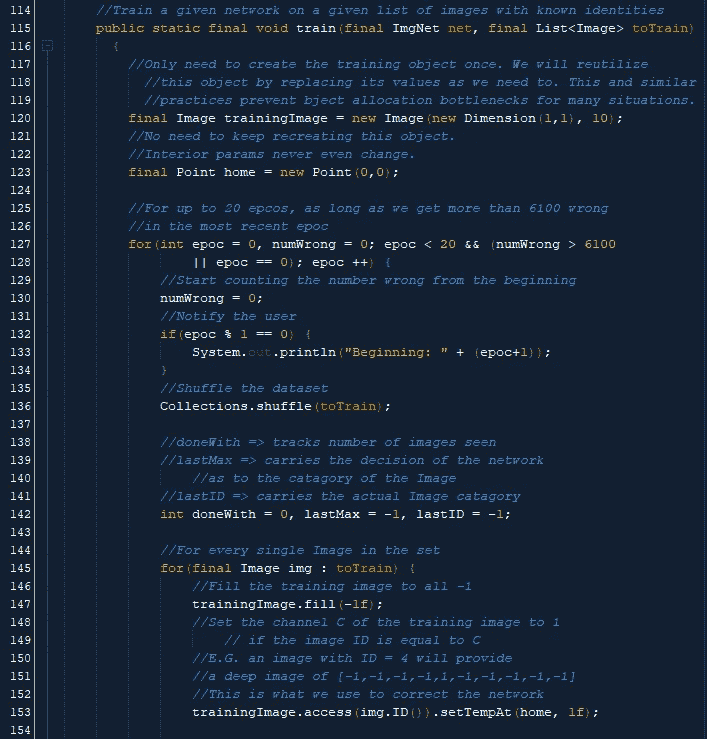 114 //Train a given network on a given list of images with known identities
115 public static final void train(final ImgNet net, final List<Image> toTrain)
116 {
117 //Only need to create the training object once. We will reutilise
118 //this object by replacing its values as we need to. This and similar
119 //practices prevent bject allocation bottlenecks for many situations.
120 final Image trainingImage = new Image(new Dimension(1,1), 10);
121 //No need to keep recreating this object.
122 //Interior params never even change.
123 final Point home = new Point(0,0);
124
125 //For up to 20 epcos, as long as we get more than 6100 wrong
126 //in the most recent epoc
127 for(int epoc = 0, numWrong = 0; epoc < 20 && (numWrong > 6100
128 || epoc == 0); epoc ++) {
129 //Start counting the number wrong from the beginning
130 numWrong = 0;
131 //Notify the user
132 if(epoc % 1 == 0) {
133 System.out.println("Beginning: " + (epoc+1));
134 }
135 //Shuffle the dataset
136 Collections.shuffle(toTrain);
137
138 //doneWith => tracks number of images seen
139 //lastMax => carries the decision of the network
140 //as to the catagory of the Image
141 //lastID => carries the actual Image catagory
142 int doneWith = 0, lastMax = -1, lastID = -1;
143
144 //For every single Image in the set
145 for(final Image img : toTrain) {
146 //Fill the training image to all -1
147 trainingImage.fill(-1f);
148 //Set the channel C of the training image to 1
149 // if the image ID is equal to C
150 //E.G. an image with ID = 4 will provide
151 //a deep image of [-1,-1,-1,-1,1,-1,-1,-1,-1,-1]
152 //This is what we use to correct the network
153 trainingImage.access(img.ID()).setTempAt(home, 1f);
154